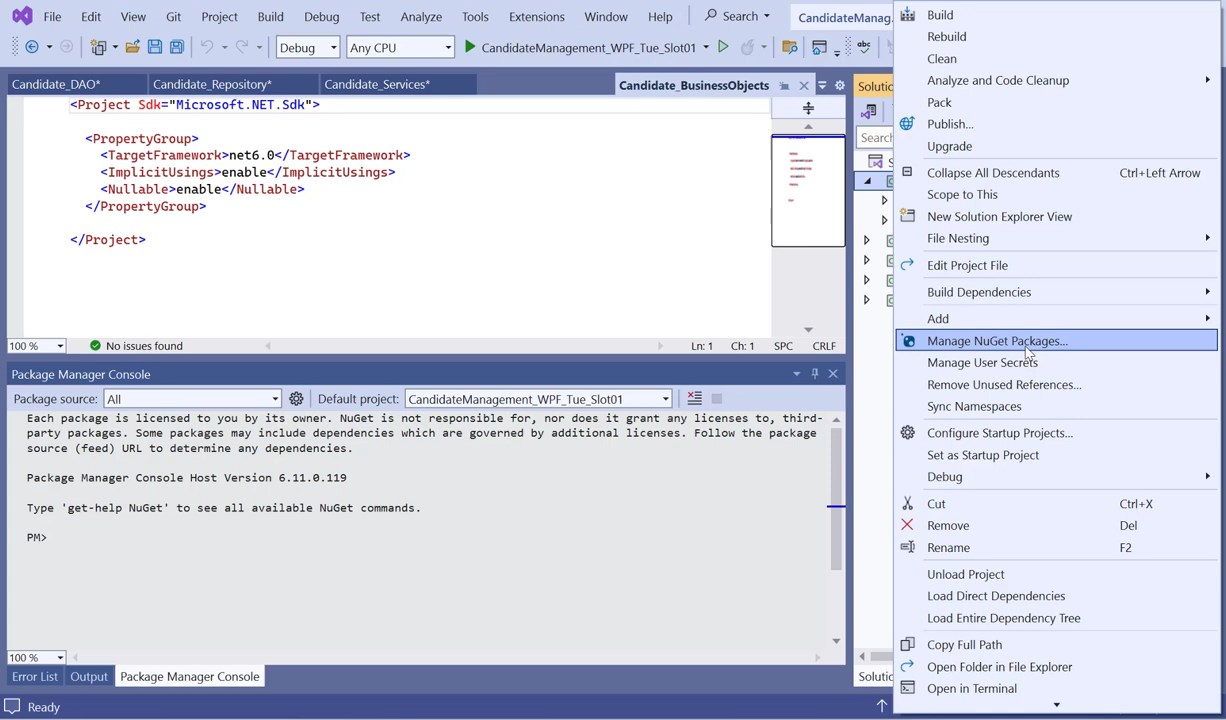 File Edit View Git Project Build Debug Test Analyze Tools Extensions Window Help Search CandidateManag...
Debug Any CPU CandidateManagement_WPF_Tue_Slot01
Candidate_DAO* Candidate_Repository* Candidate_Services* Candidate_BusinessObjects
<Project Sdk="Microsoft.NET.Sdk">
<PropertyGroup>
<TargetFramework>net6.0</TargetFramework>
<ImplicitUsings>enable</ImplicitUsings>
<Nullable>enable</Nullable>
</PropertyGroup>
</Project>
100 % No issues found Ln: 1 Ch: 1 SPC CRLF
Package Manager Console
Package source: All Default project: CandidateManagement_WPF_Tue_Slot01
Each package is licensed to you by its owner. NuGet is not responsible for, nor does it grant any licenses to, third-
party packages. Some packages may include dependencies which are governed by additional licenses. Follow the package
source (feed) URL to determine any dependencies.
Package Manager Console Host Version 6.11.0.119
Type 'get-help NuGet' to see all available NuGet commands.
PM>
100 %
Error List Output Package Manager Console
Ready
Soluti
Search
S
Soluti
Build
Rebuild
Clean
Analyze and Code Cleanup
Pack
Publish...
Upgrade
Collapse All Descendants Ctrl+Left Arrow
Scope to This
New Solution Explorer View
File Nesting
Edit Project File
Build Dependencies
Add
Manage NuGet Packages...
Manage User Secrets
Remove Unused References...
Sync Namespaces
Configure Startup Projects...
Set as Startup Project
Debug
Cut Ctrl+X
Remove Del
Rename F2
Unload Project
Load Direct Dependencies
Load Entire Dependency Tree
Copy Full Path
Open Folder in File Explorer
Open in Terminal